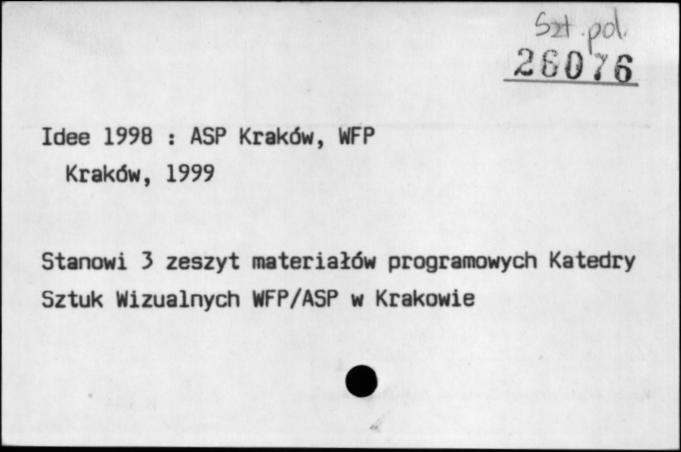 Szt. pol.
26076
Idee 1998 : ASP Kraków, WFP
Kraków, 1999
Stanowi 3 zeszyt materiałów programowych Katedry
Sztuk Wizualnych WFP/ASP w Krakowie